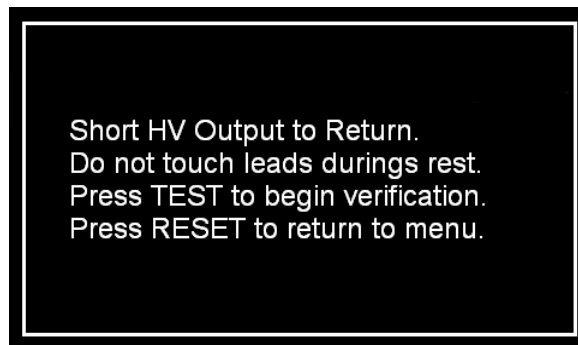 Short HV Output to Return.
Do not touch leads durings rest.
Press TEST to begin verification.
Press RESET to return to menu.